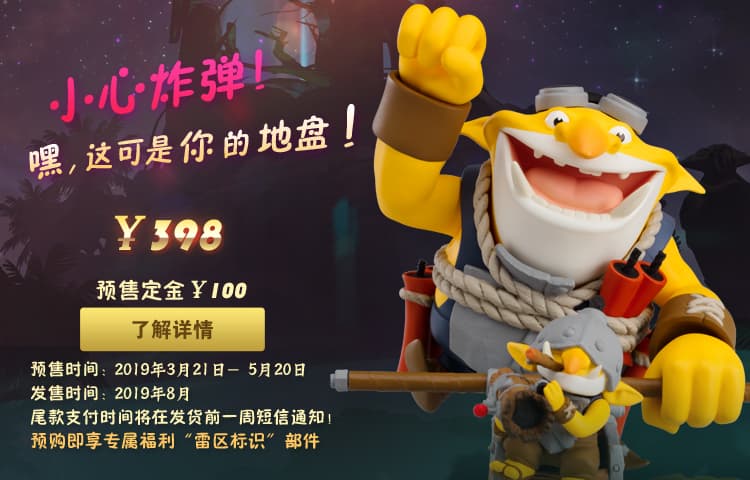 小心炸弹！
嘿，这可是你的地盘！
￥398
预售定金￥100
了解详情
预售时间：2019年3月21日－ 5月20日
发售时间：2019年8月
尾款支付时间将在发货前一周短信通知！
预购即享专属福利“雷区标识”邮件